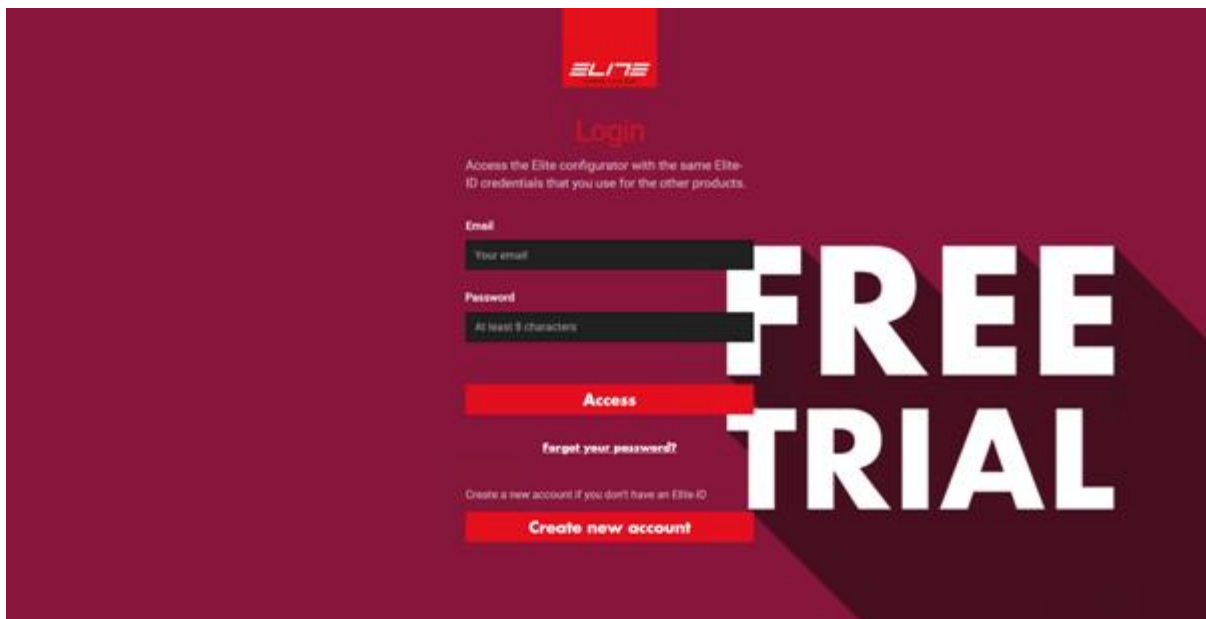 ELITE
Login
Access the Elite configurator with the same Elite-
ID credentials that you use for the other products.
Email
Your email
Password
At least 8 characters
Access
Forgot your password?
Create a new account if you don't have an Elite-ID
Create new account
FREE
TRIAL